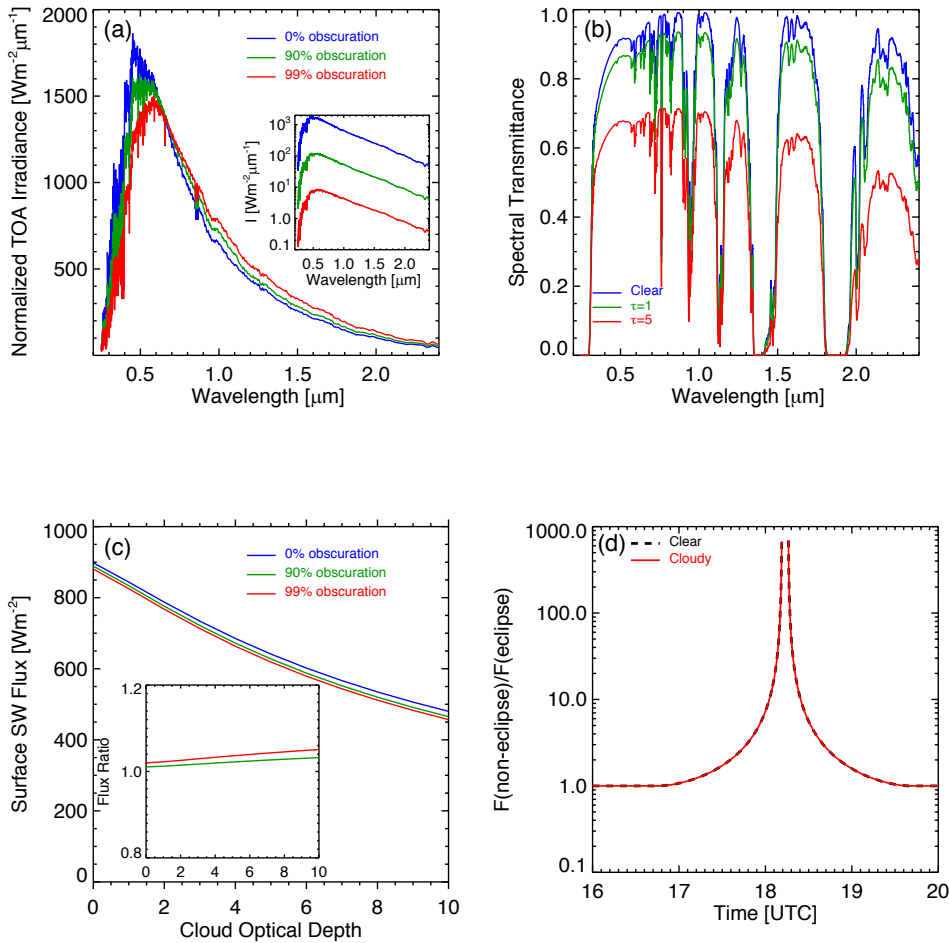 (a)
0% obscuration
90% obscuration
99% obscuration
Normalized TOA Irradiance [Wm⁻²μm⁻¹]
2000
1500
1000
500
0.5
1.0
1.5
2.0
Wavelength [μm]
I [Wm⁻²μm⁻¹]
10³
10²
10¹
1.0
0.1
0.5 1.0 1.5 2.0
Wavelength [μm]
(b)
Spectral Transmittance
1.0
0.8
0.6
0.4
0.2
0.0
Clear
τ=1
τ=5
0.5 1.0 1.5 2.0
Wavelength [μm]
(c)
0% obscuration
90% obscuration
99% obscuration
Surface SW Flux [Wm⁻²]
1000
800
600
400
200
0
0 2 4 6 8 10
Cloud Optical Depth
Flux Ratio
1.2
1.0
0.8
0 2 4 6 8 10
(d)
Clear
Cloudy
F(non-eclipse)/F(eclipse)
1000.0
100.0
10.0
1.0
0.1
16 17 18 19 20
Time [UTC]